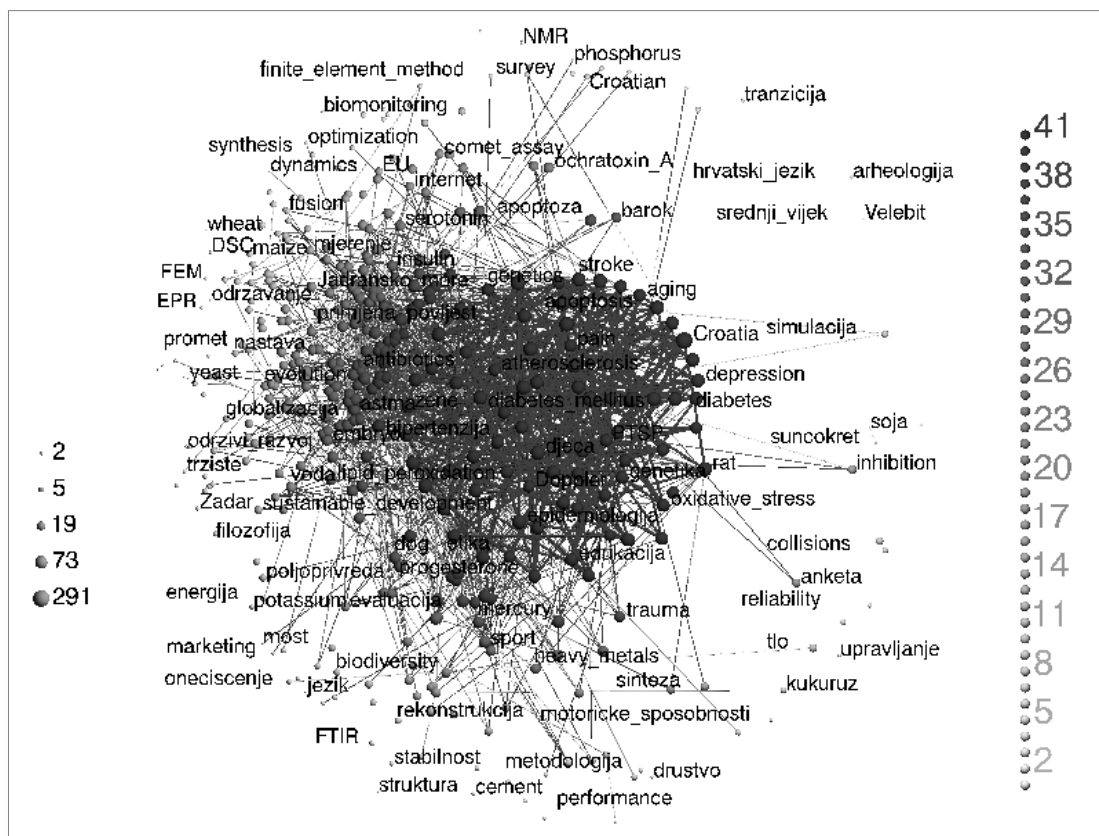 NMR
phosphorus
finite_element_method
survey
Croatian
tranzicija
biomonitoring
41
synthesis
optimization
comet_assay
dynamics
EU
ochratoxin_A
internet
hrvatski_jezik
arheologija
38
fusion
apoptoza
barok
srednji_vijek
Velebit
35
wheat
serotonin
DSC
maize
mjerenje
insulin
FEM
Jadransko_more
genetics
stroke
32
EPR
odrzavanje
primjena
povijest
apoptosis
aging
29
promet
nastava
pain
Croatia
simulacija
antibiotics
atherosclerosis
26
yeast
evolution
depression
globalizacija
astma
zene
diabetes_mellitus
diabetes
23
odrzivi_razvoj
embryo
hipertenzija
djeca
PTSP
suncokret
soja
2
trziste
voda
lipid_peroxidation
Doppler
genetika
rat
inhibition
20
5
Zadar
sustainable_development
oxidative_stress
19
filozofija
epidemiologija
17
73
dog
etika
edukacija
collisions
14
energija
poljoprivreda
progesterone
anketa
291
potassium
evaluacija
mercury
trauma
reliability
11
marketing
most
sport
tlo
upravljanje
oneciscenje
biodiversity
heavy_metals
8
jezik
sinteza
kukuruz
rekonstrukcija
motoricke_sposobnosti
5
FTIR
stabilnost
metodologija
drustvo
2
struktura
cement
performance